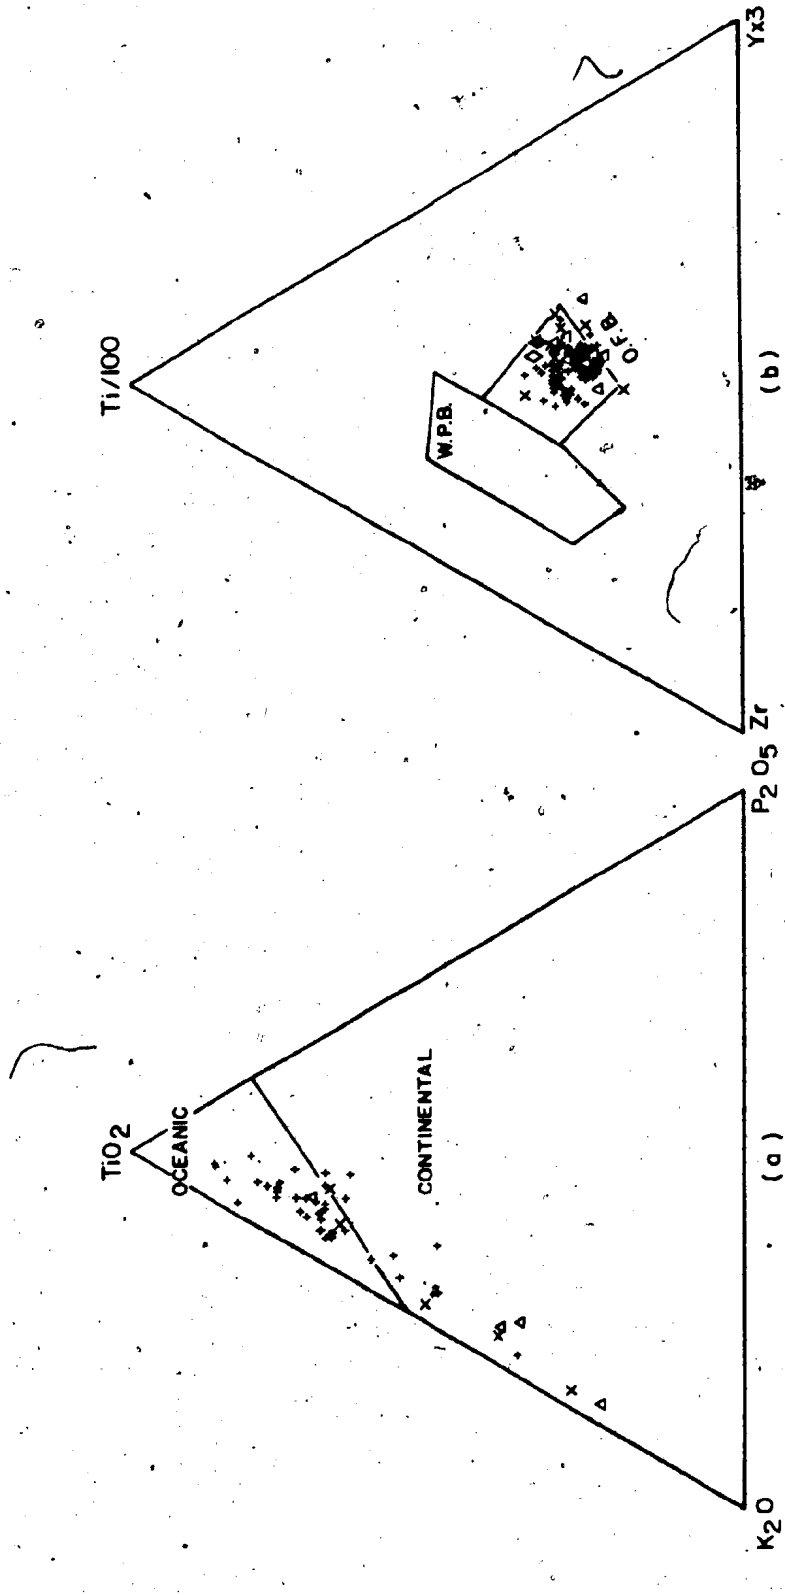 TiO2
OCEANIC
CONTINENTAL
K2O
P2O5
(a)
Ti/100
W.P.B.
O.F.B.
Zr
Yx3
(b)